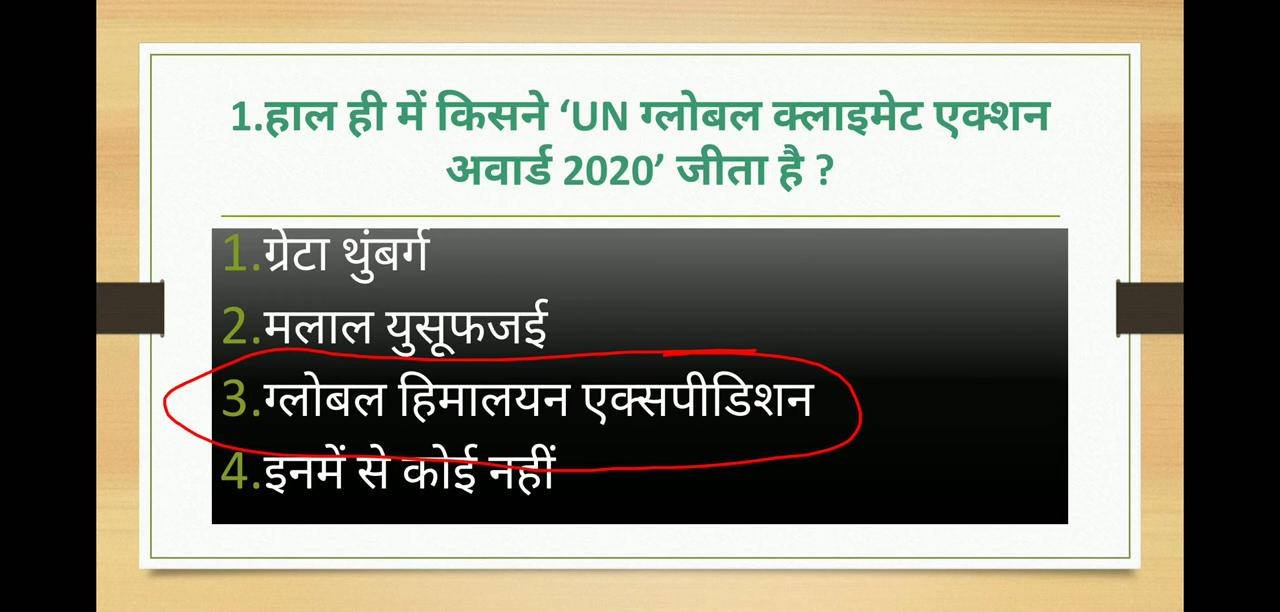 1.हाल ही में किसने ‘UN ग्लोबल क्लाइमेट एक्शन
अवार्ड 2020’ जीता है ?
1.ग्रेटा थुंबर्ग
2.मलाल युसूफजई
3.ग्लोबल हिमालयन एक्सपीडिशन
4.इनमें से कोई नहीं